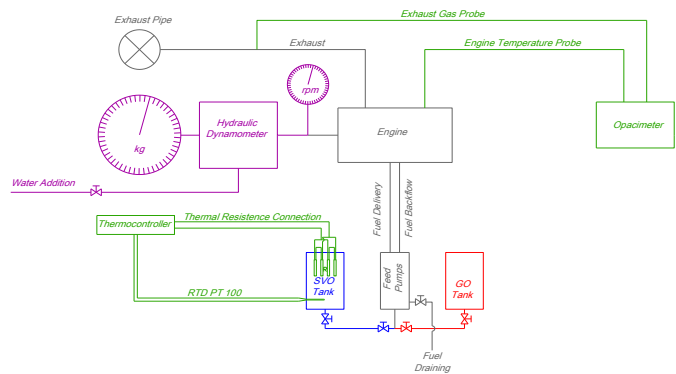 Exhaust Pipe
Exhaust Gas Probe
Exhaust
Engine Temperature Probe
rpm
Hydraulic
Dynamometer
Engine
Opacimeter
kg
Water Addition
Fuel Delivery
Fuel Backflow
Thermal Resistence Connection
Thermocontroller
R
SVO
Tank
Feed
Pumps
GO
Tank
RTD PT 100
Fuel
Draining